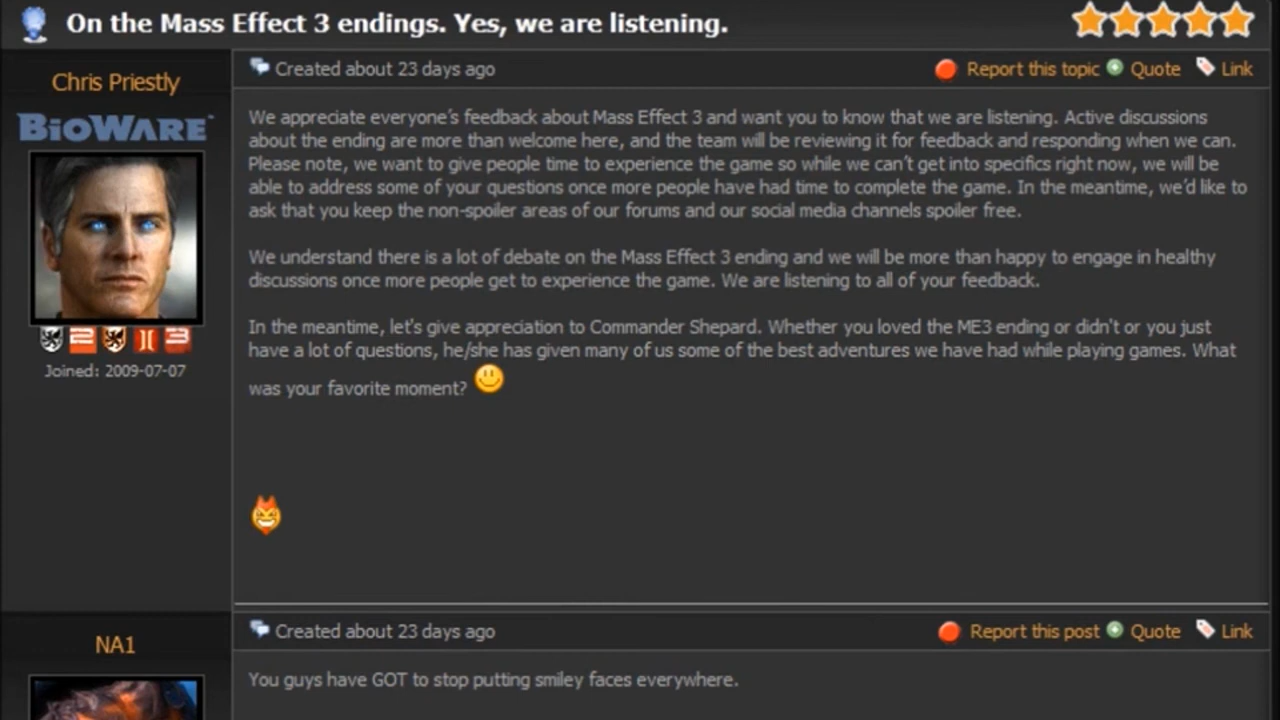 On the Mass Effect 3 endings. Yes, we are listening.
Chris Priestly
BIOWARE
Joined: 2009-07-07
Created about 23 days ago
Report this topic Quote Link
We appreciate everyone's feedback about Mass Effect 3 and want you to know that we are listening. Active discussions
about the ending are more than welcome here, and the team will be reviewing it for feedback and responding when we can.
Please note, we want to give people time to experience the game so while we can't get into specifics right now, we will be
able to address some of your questions once more people have had time to complete the game. In the meantime, we'd like to
ask that you keep the non-spoiler areas of our forums and our social media channels spoiler free.
We understand there is a lot of debate on the Mass Effect 3 ending and we will be more than happy to engage in healthy
discussions once more people get to experience the game. We are listening to all of your feedback.
In the meantime, let's give appreciation to Commander Shepard. Whether you loved the ME3 ending or didn't or you just
have a lot of questions, he/she has given many of us some of the best adventures we have had while playing games. What
was your favorite moment?
NA1
Created about 23 days ago
Report this post Quote Link
You guys have GOT to stop putting smiley faces everywhere.